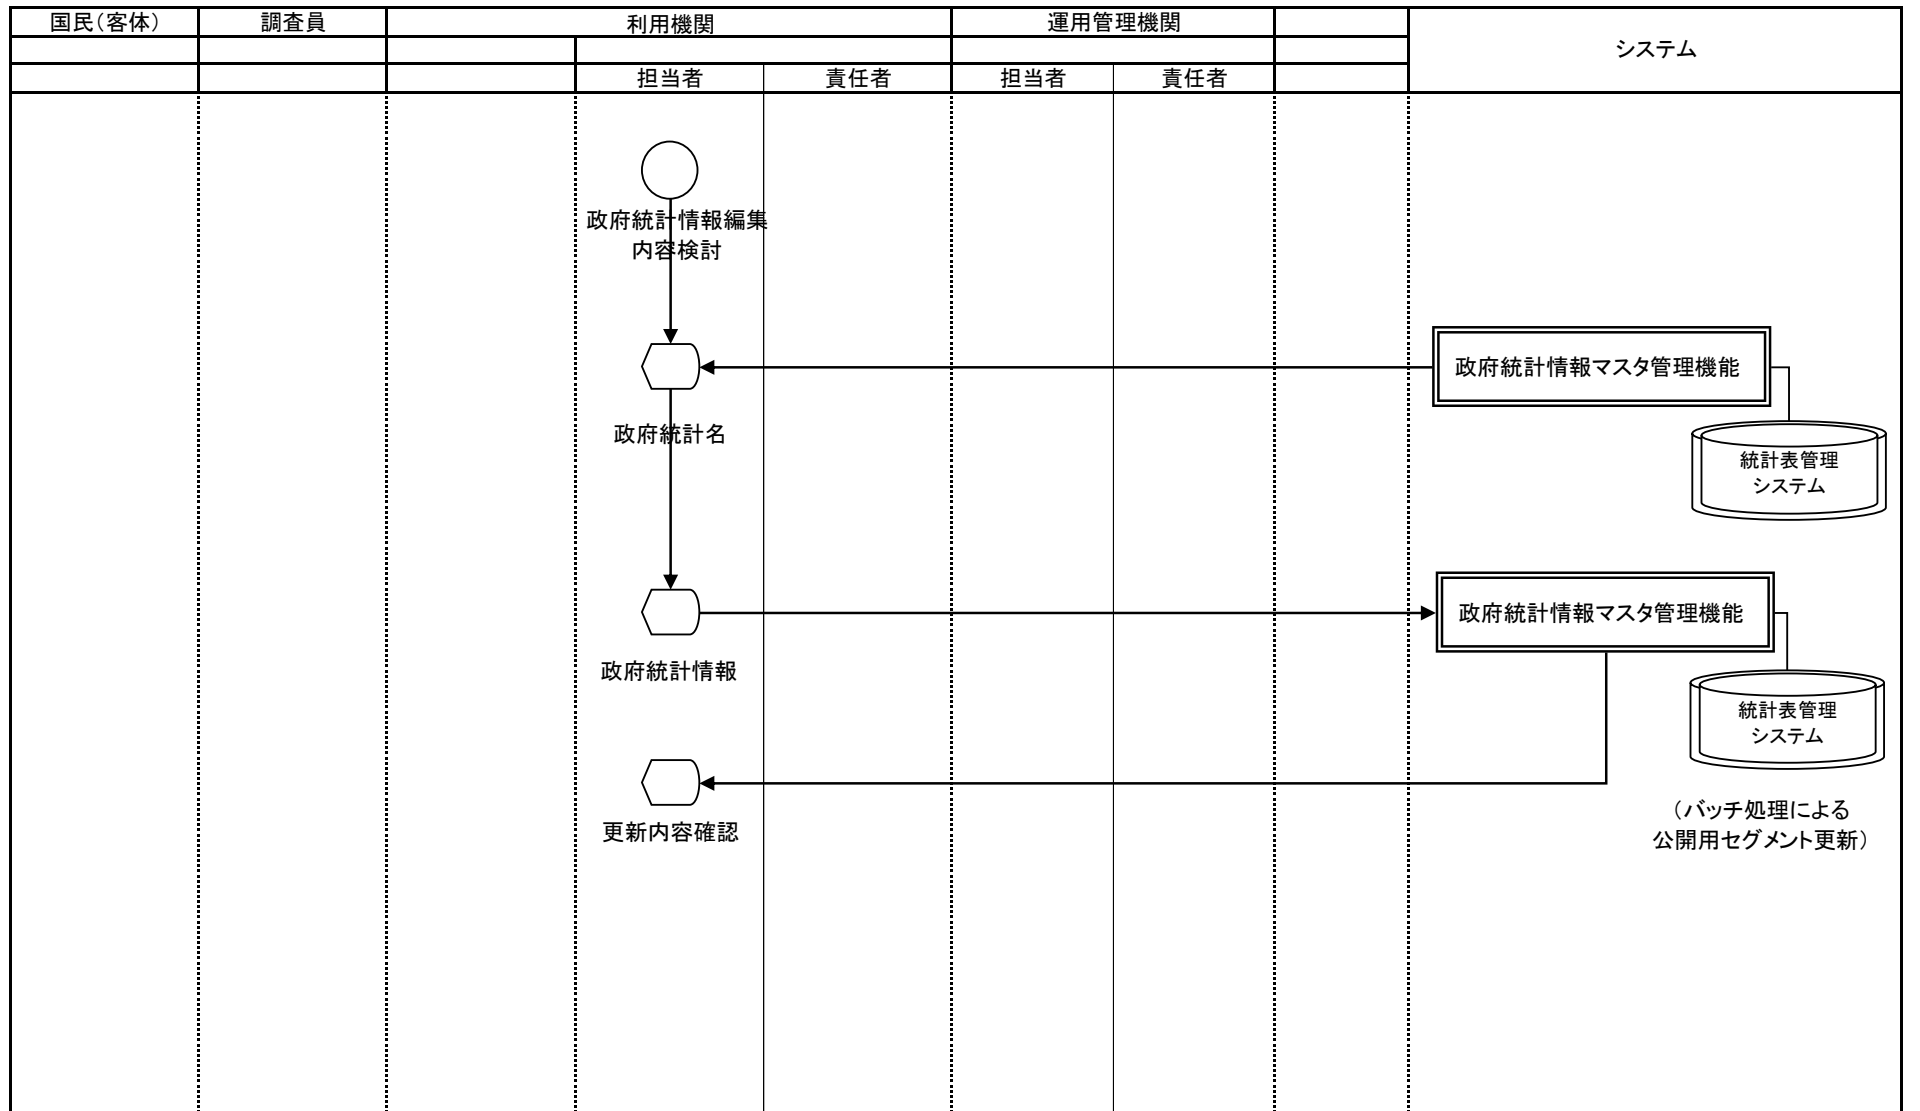 国民（客体）
調査員
利用機関
運用管理機関
システム
担当者
責任者
担当者
責任者
政府統計情報編集
内容検討
政府統計情報マスタ管理機能
政府統計名
統計表管理
システム
政府統計情報マスタ管理機能
政府統計情報
統計表管理
システム
（バッチ処理による
公開用セグメント更新）
更新内容確認